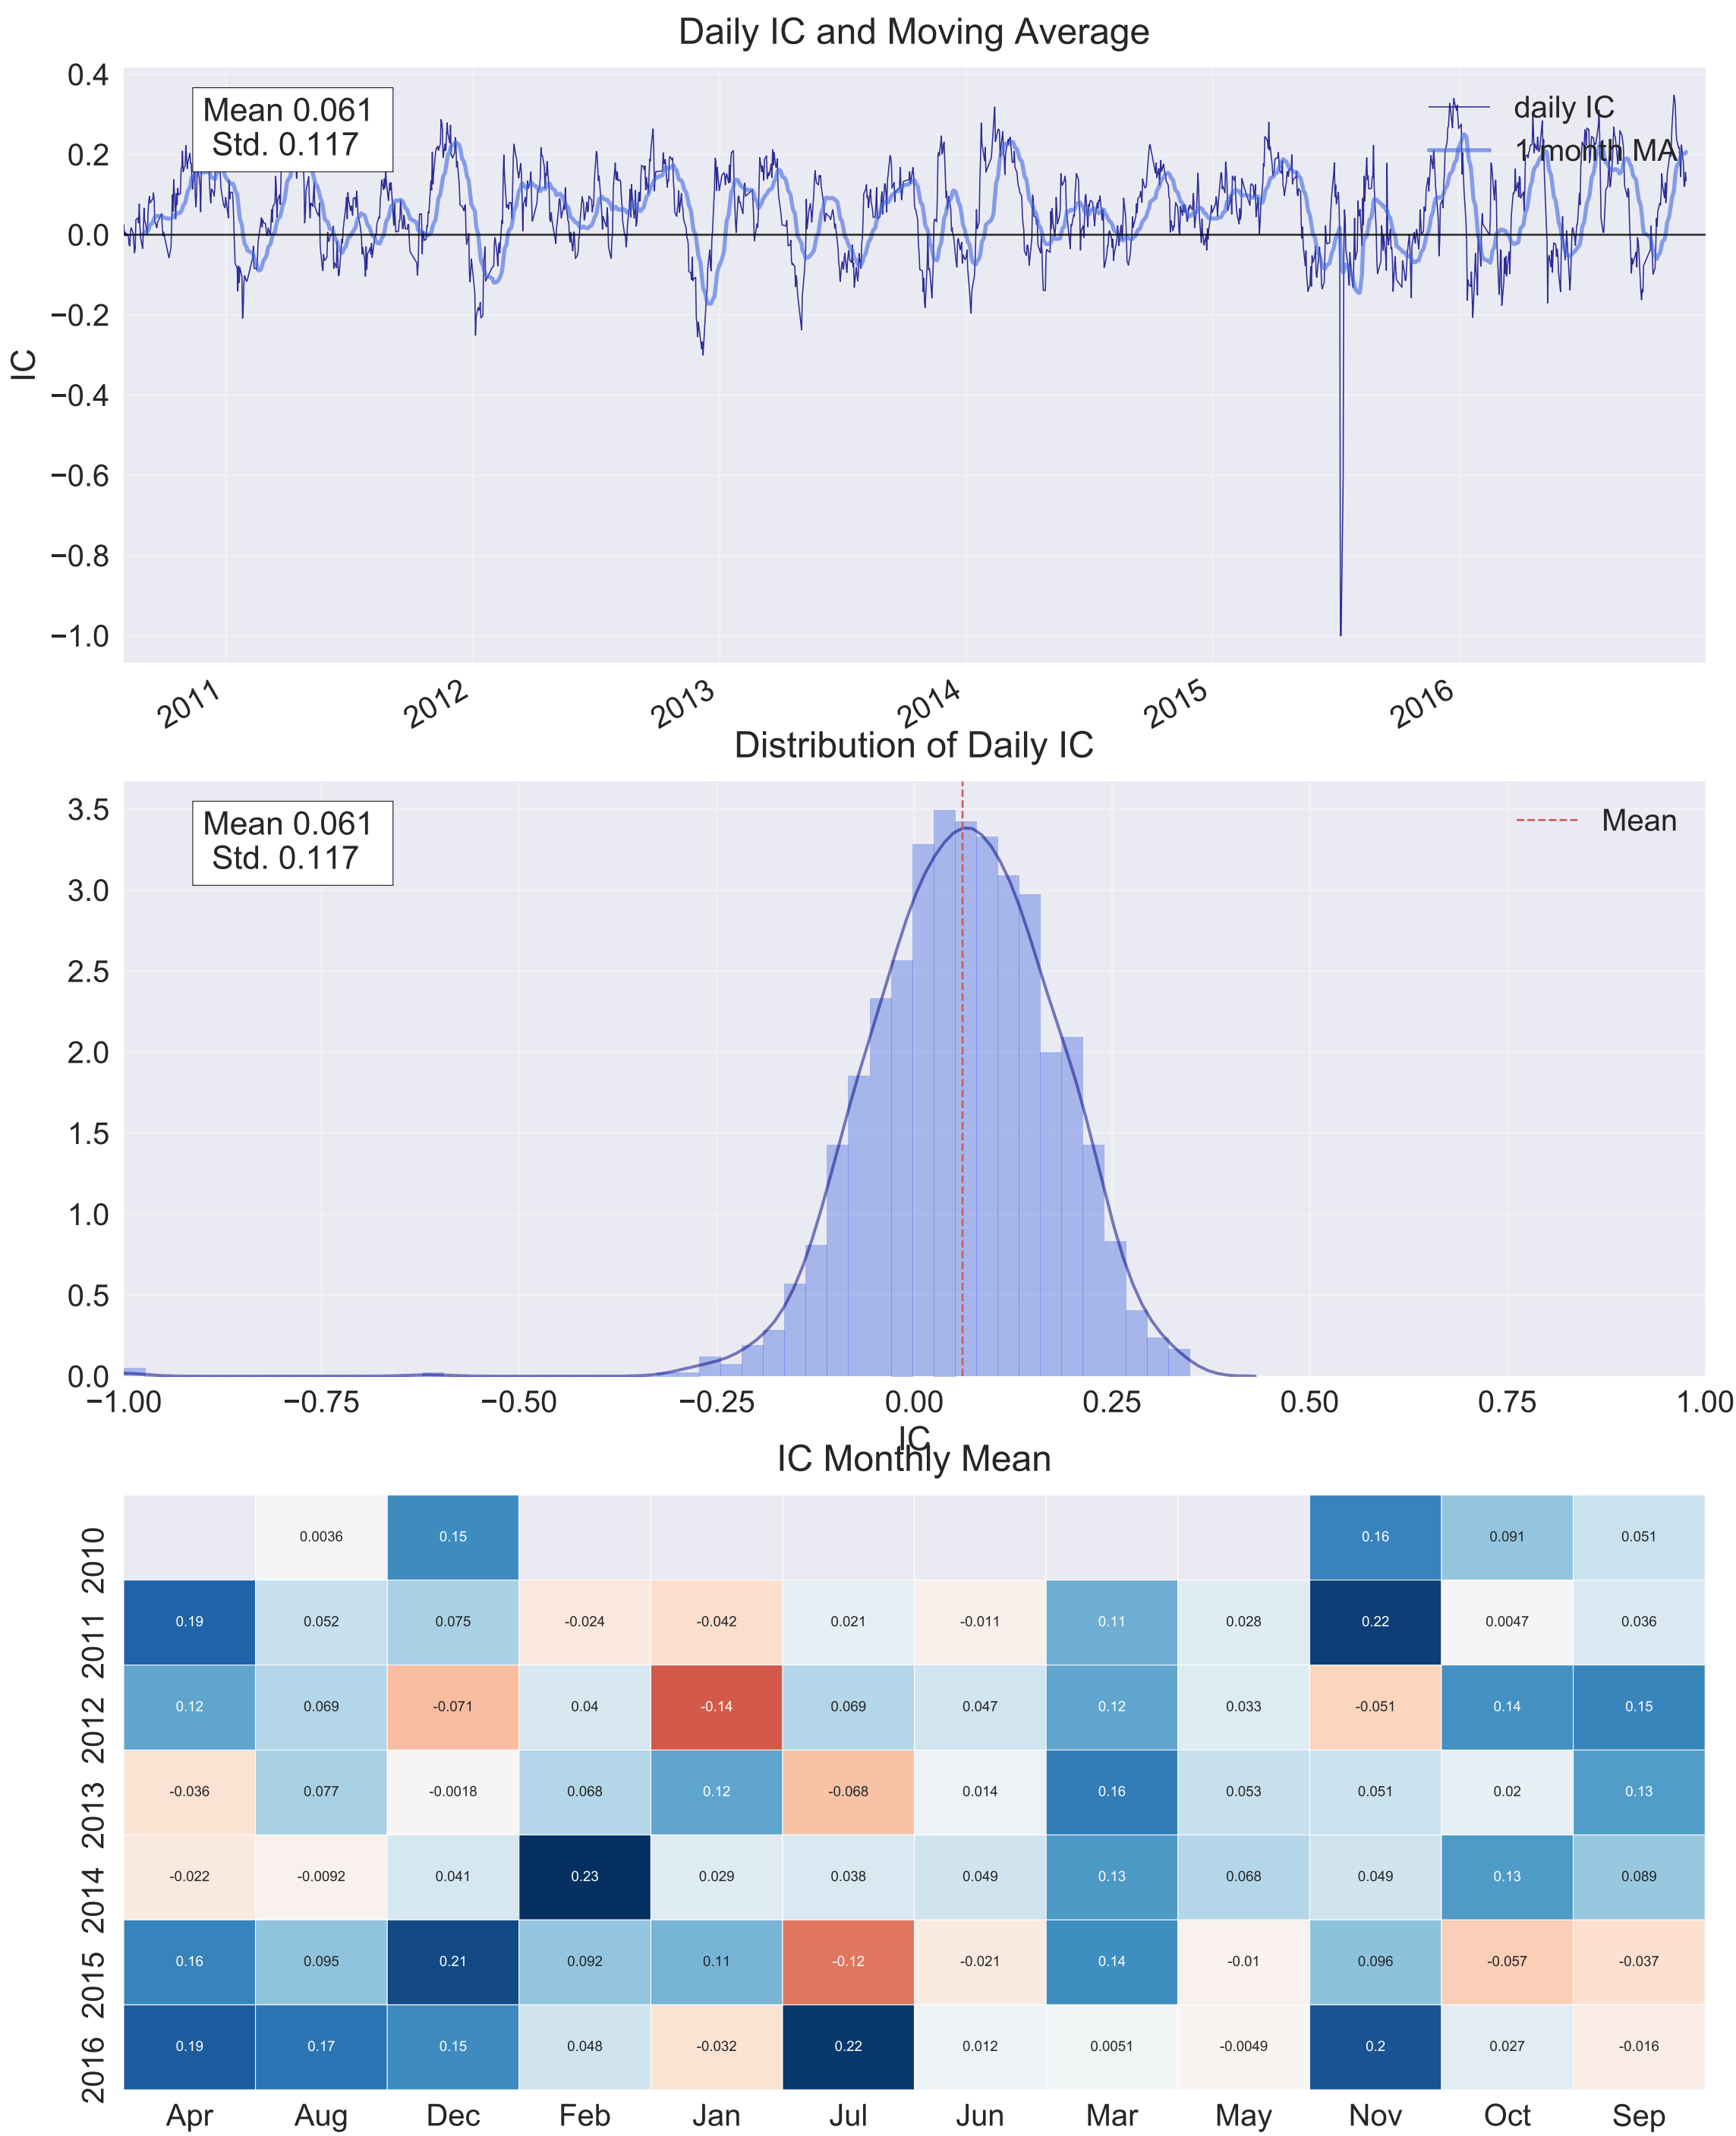 Daily IC and Moving Average
0.4
0.2
0.0
−0.2
−0.4
−0.6
−0.8
−1.0
IC
Mean 0.061
Std. 0.117
daily IC
1 month MA
2011 2012 2013 2014 2015 2016
Distribution of Daily IC
3.5
3.0
2.5
2.0
1.5
1.0
0.5
0.0
Mean 0.061
Std. 0.117
Mean
−1.00 −0.75 −0.50 −0.25 0.00 0.25 0.50 0.75 1.00
IC
IC Monthly Mean
2010 0.0036 0.15 0.16 0.091 0.051
2011 0.19 0.052 0.075 -0.024 -0.042 0.021 -0.011 0.11 0.028 0.22 0.0047 0.036
2012 0.12 0.069 -0.071 0.04 -0.14 0.069 0.047 0.12 0.033 -0.051 0.14 0.15
2013 -0.036 0.077 -0.0018 0.068 0.12 -0.068 0.014 0.16 0.053 0.051 0.02 0.13
2014 -0.022 -0.0092 0.041 0.23 0.029 0.038 0.049 0.13 0.068 0.049 0.13 0.089
2015 0.16 0.095 0.21 0.092 0.11 -0.12 -0.021 0.14 -0.01 0.096 -0.057 -0.037
2016 0.19 0.17 0.15 0.048 -0.032 0.22 0.012 0.0051 -0.0049 0.2 0.027 -0.016
Apr Aug Dec Feb Jan Jul Jun Mar May Nov Oct Sep